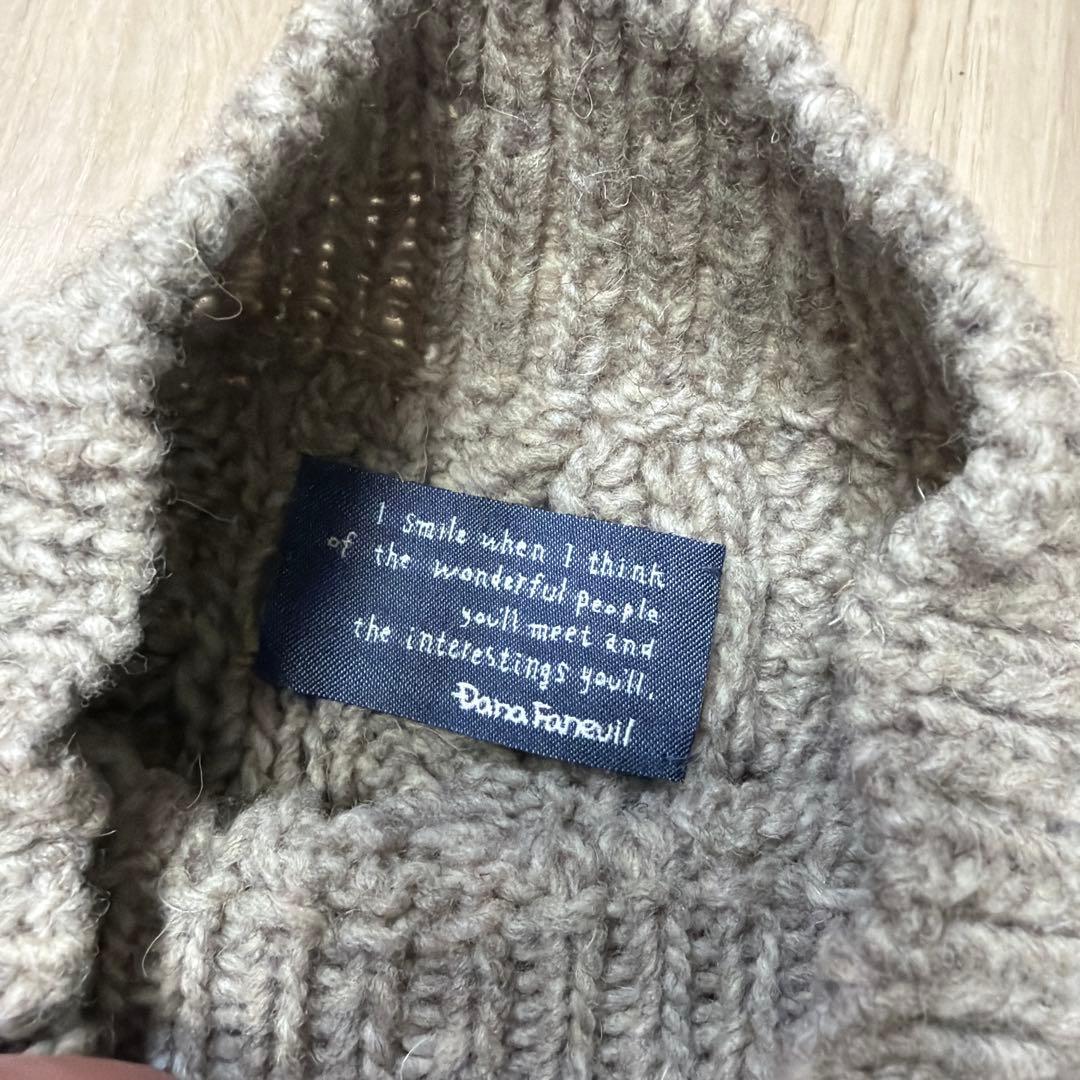 I smile when I think
of the wonderful people
you'll meet and
the interestings you'll.
Dana Faneuil